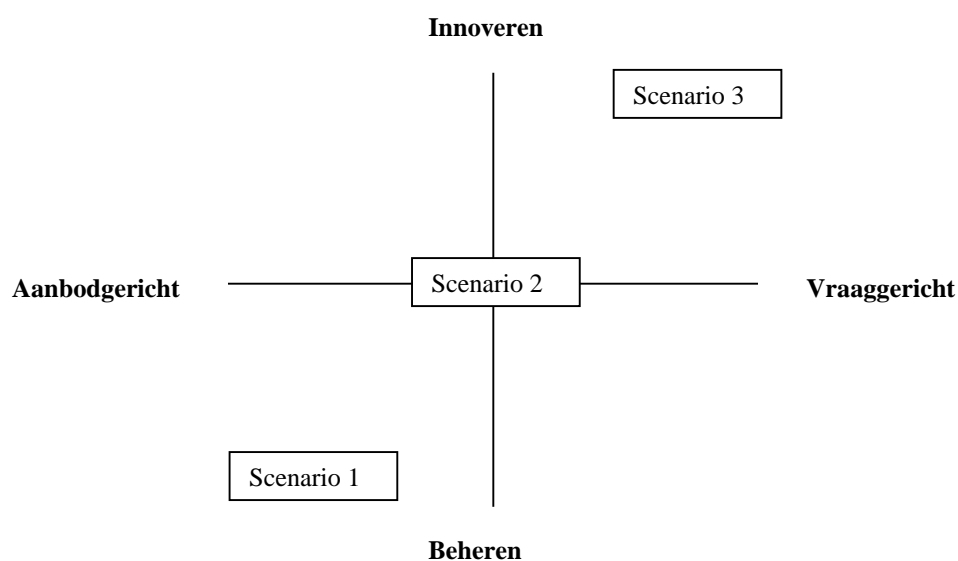 Innoveren
Scenario 3
Aanbodgericht
Scenario 2
Vraaggericht
Scenario 1
Beheren